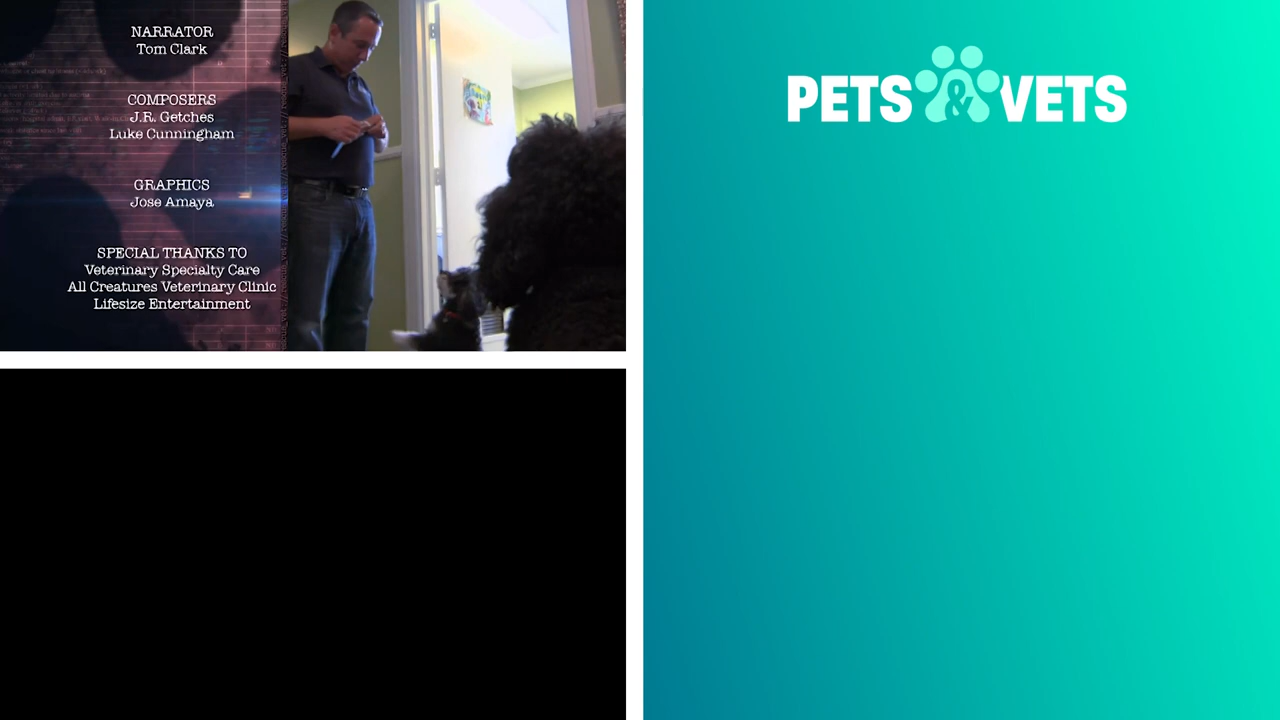 NARRATOR
Tom Clark
COMPOSERS
J.R. Getches
Luke Cunningham
GRAPHICS
Jose Amaya
SPECIAL THANKS TO
Veterinary Specialty Care
All Creatures Veterinary Clinic
Lifesize Entertainment
PETS & VETS